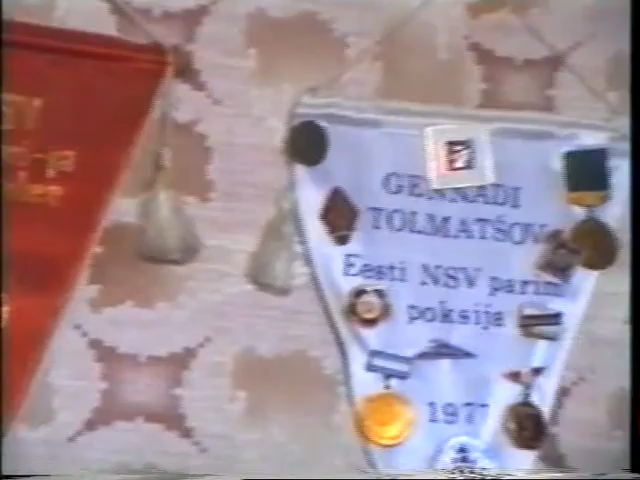 GENNADI
TOLMATŠOV
Eesti NSV parim
poksija
1977